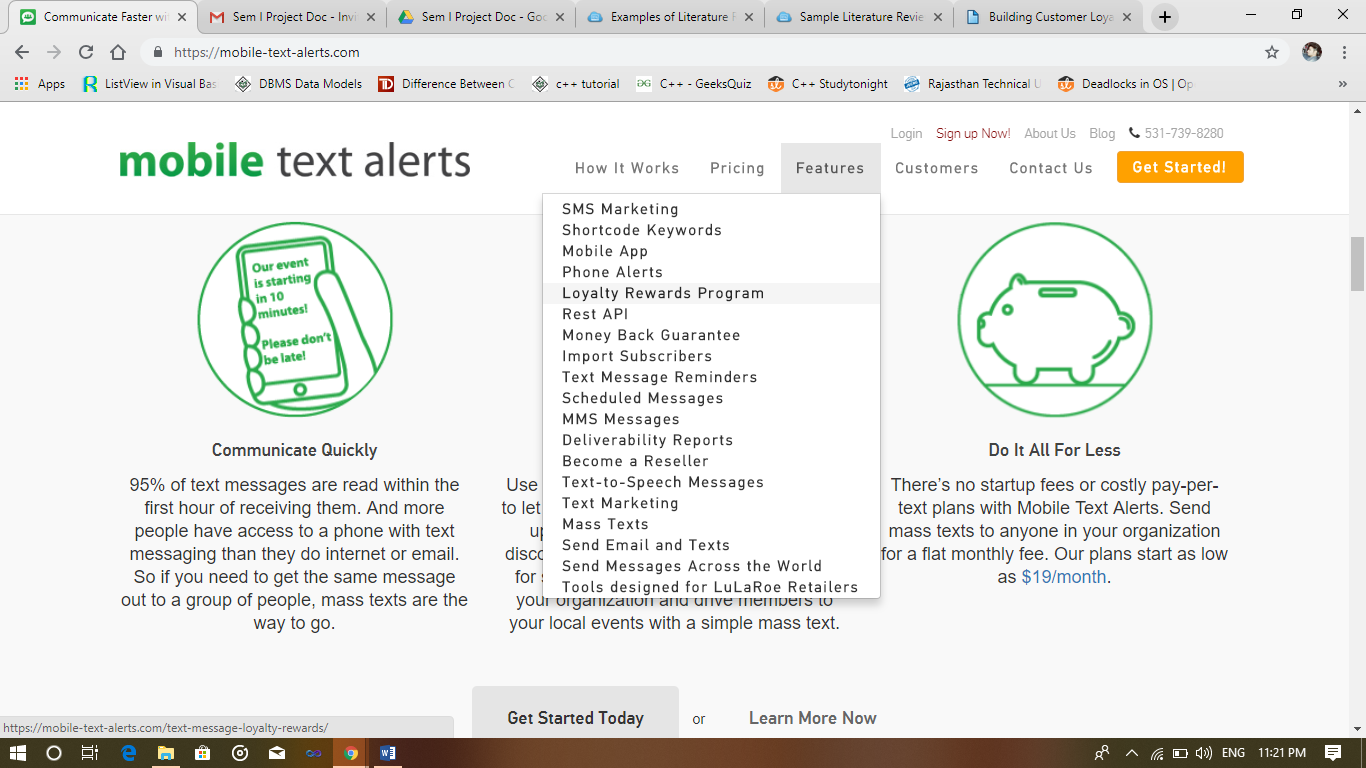 Communicate Faster wit
Sem I Project Doc - Invi
Sem I Project Doc - Goo
Examples of Literature R
Sample Literature Revie
Building Customer Loya
https://mobile-text-alerts.com
Apps
ListView in Visual Bas
DBMS Data Models
Difference Between C
c++ tutorial
C++ - GeeksQuiz
C++ Studytonight
Rajasthan Technical U
Deadlocks in OS | Op
Login Sign up Now! About Us Blog 531-739-8280
mobile text alerts
How It Works Pricing Features Customers Contact Us Get Started!
SMS Marketing
Shortcode Keywords
Mobile App
Phone Alerts
Loyalty Rewards Program
Rest API
Money Back Guarantee
Import Subscribers
Text Message Reminders
Scheduled Messages
MMS Messages
Deliverability Reports
Become a Reseller
Text-to-Speech Messages
Text Marketing
Mass Texts
Send Email and Texts
Send Messages Across the World
Tools designed for LuLaRoe Retailers
Our event
is starting
in 10
minutes!
Please don't
be late!
Communicate Quickly
95% of text messages are read within the
first hour of receiving them. And more
people have access to a phone with text
messaging than they do internet or email.
So if you need to get the same message
out to a group of people, mass texts are the
way to go.
Use
to let
up
disco
for s
your organization and drive members to
your local events with a simple mass text.
Do It All For Less
There's no startup fees or costly pay-per-
text plans with Mobile Text Alerts. Send
mass texts to anyone in your organization
for a flat monthly fee. Our plans start as low
as $19/month.
Get Started Today or Learn More Now
https://mobile-text-alerts.com/text-message-loyalty-rewards/
ENG 11:21 PM